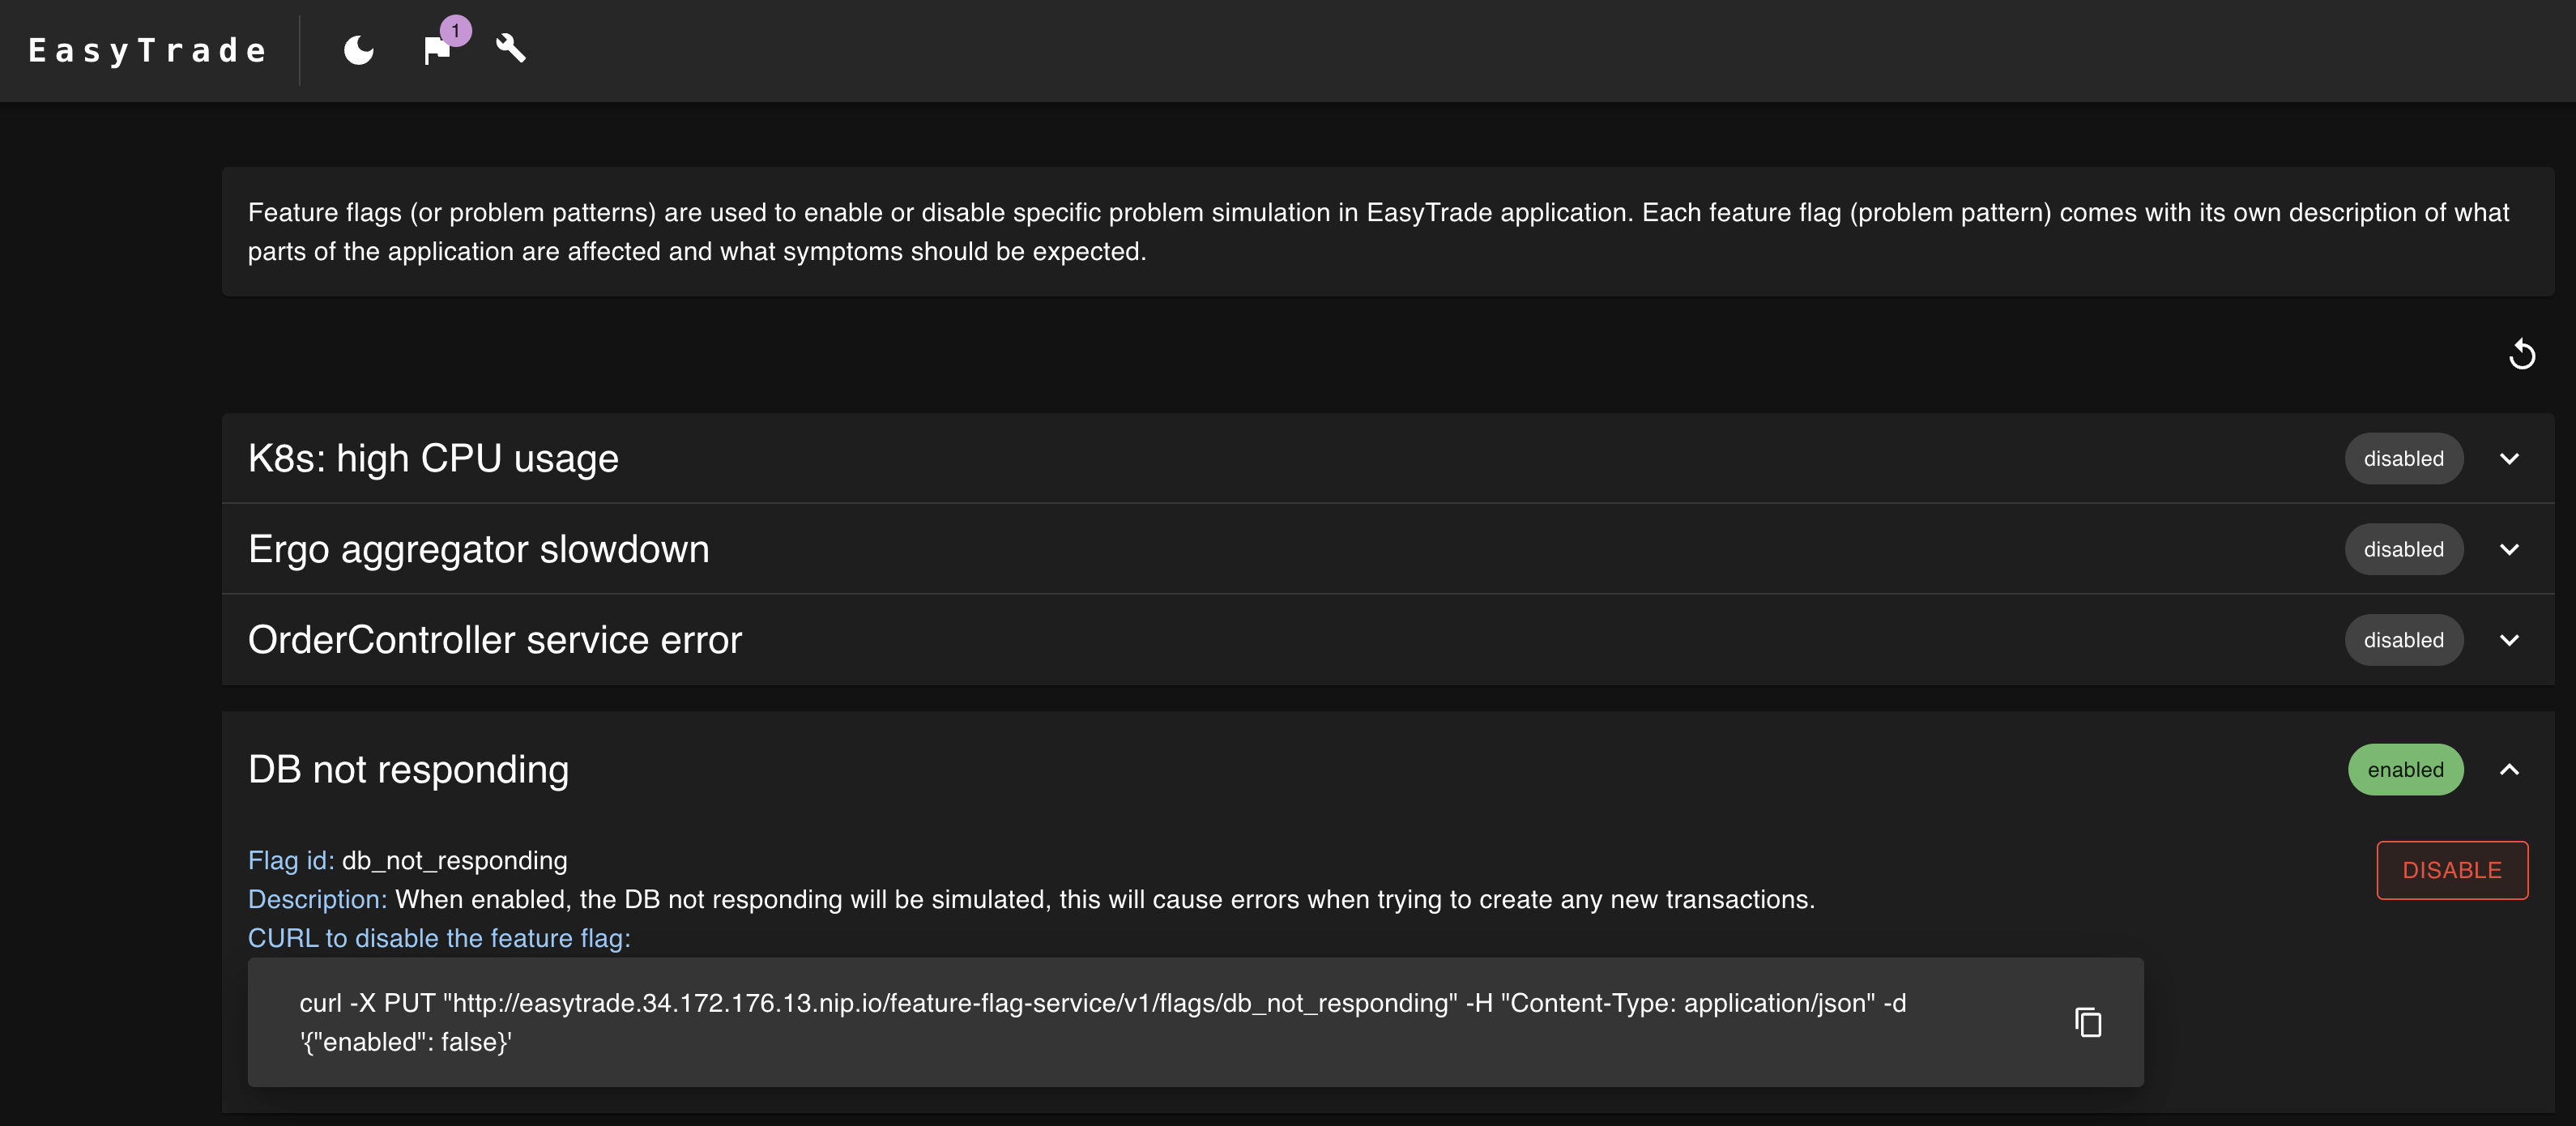 EasyTrade
1
Feature flags (or problem patterns) are used to enable or disable specific problem simulation in EasyTrade application. Each feature flag (problem pattern) comes with its own description of what
parts of the application are affected and what symptoms should be expected.
K8s: high CPU usage
disabled
Ergo aggregator slowdown
disabled
OrderController service error
disabled
DB not responding
enabled
Flag id: db_not_responding
DISABLE
Description: When enabled, the DB not responding will be simulated, this will cause errors when trying to create any new transactions.
CURL to disable the feature flag:
curl -X PUT "http://easytrade.34.172.176.13.nip.io/feature-flag-service/v1/flags/db_not_responding" -H "Content-Type: application/json" -d
'{"enabled": false}'